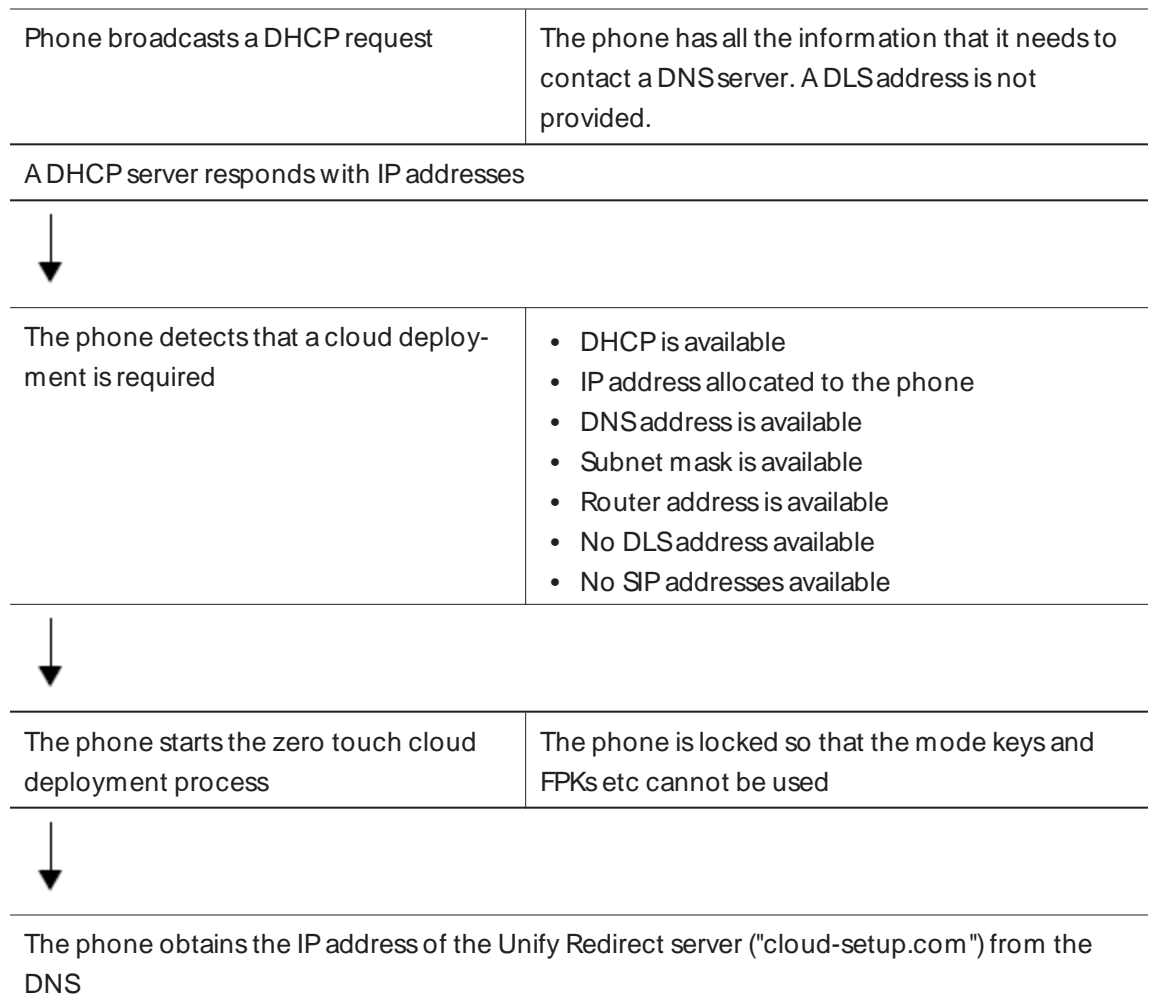 Phone broadcasts a DHCP request
The phone has all the information that it needs to
contact a DNS server. A DLS address is not
provided.
A DHCP server responds with IP addresses
The phone detects that a cloud deploy-
ment is required
• DHCP is available
• IP address allocated to the phone
• DNS address is available
• Subnet mask is available
• Router address is available
• No DLS address available
• No SIP addresses available
The phone starts the zero touch cloud
deployment process
The phone is locked so that the mode keys and
FPKs etc cannot be used
The phone obtains the IP address of the Unify Redirect server ("cloud-setup.com") from the
DNS